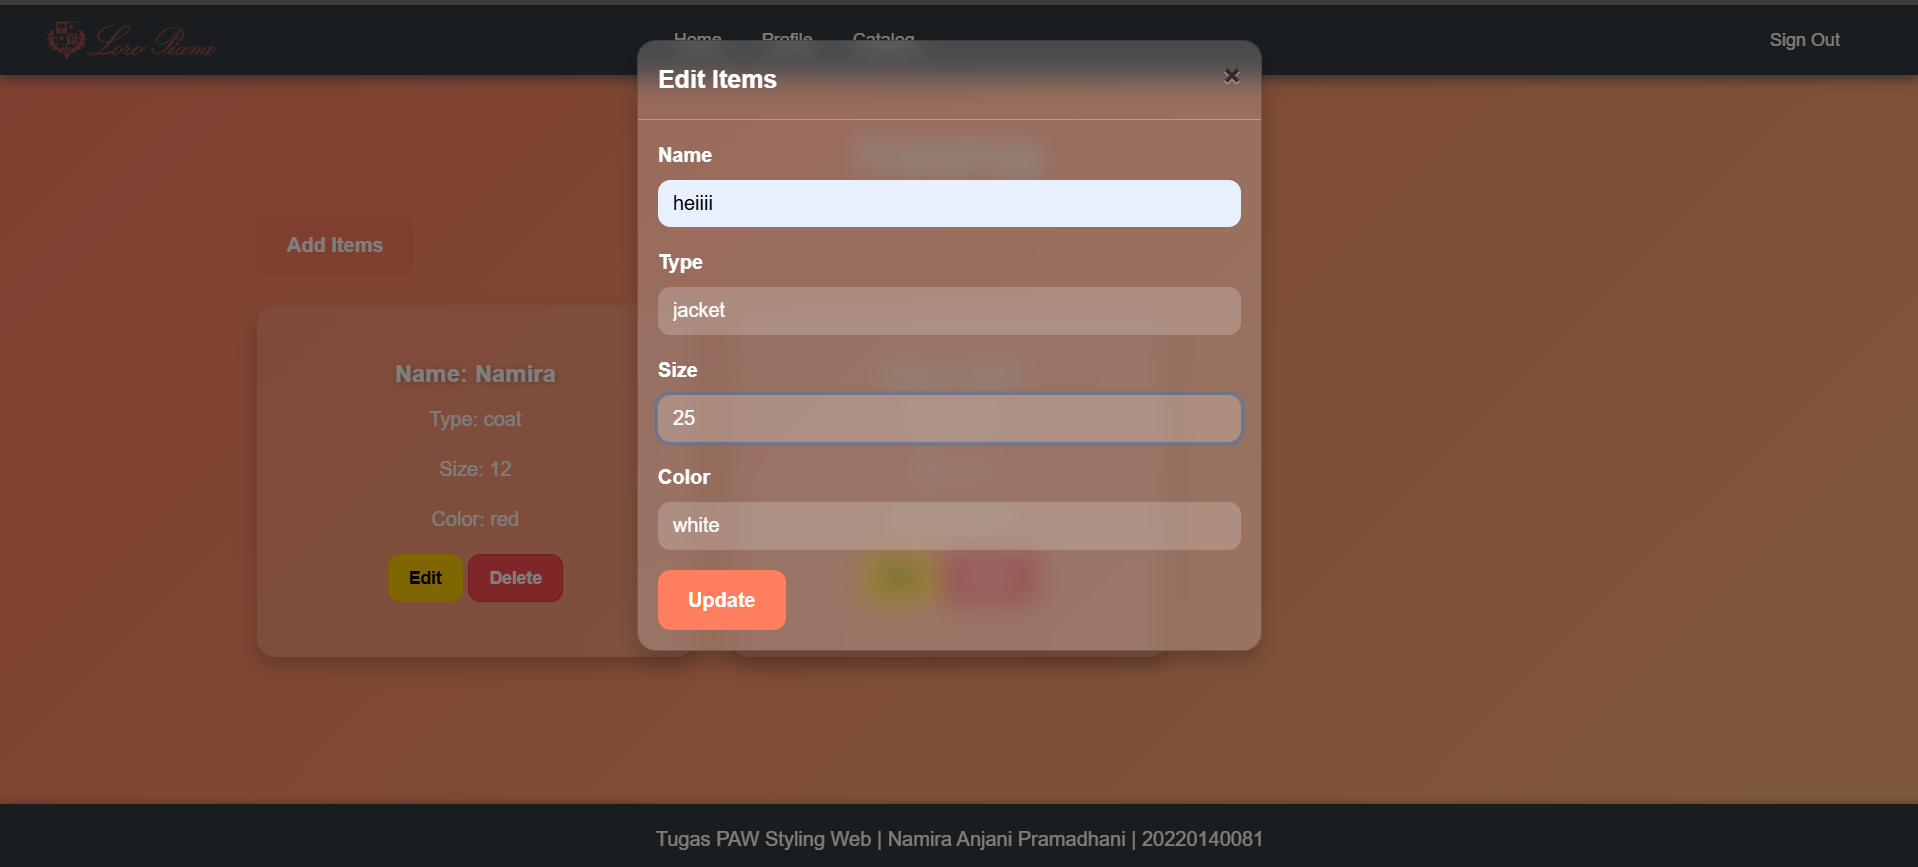 Loro Piana
Home Profile Catalog
Sign Out
Edit Items
×
Name
heiiii
Type
jacket
Size
25
Color
white
Update
Add Items
Name: Namira
Type: coat
Size: 12
Color: red
Edit Delete
Tugas PAW Styling Web | Namira Anjani Pramadhani | 20220140081